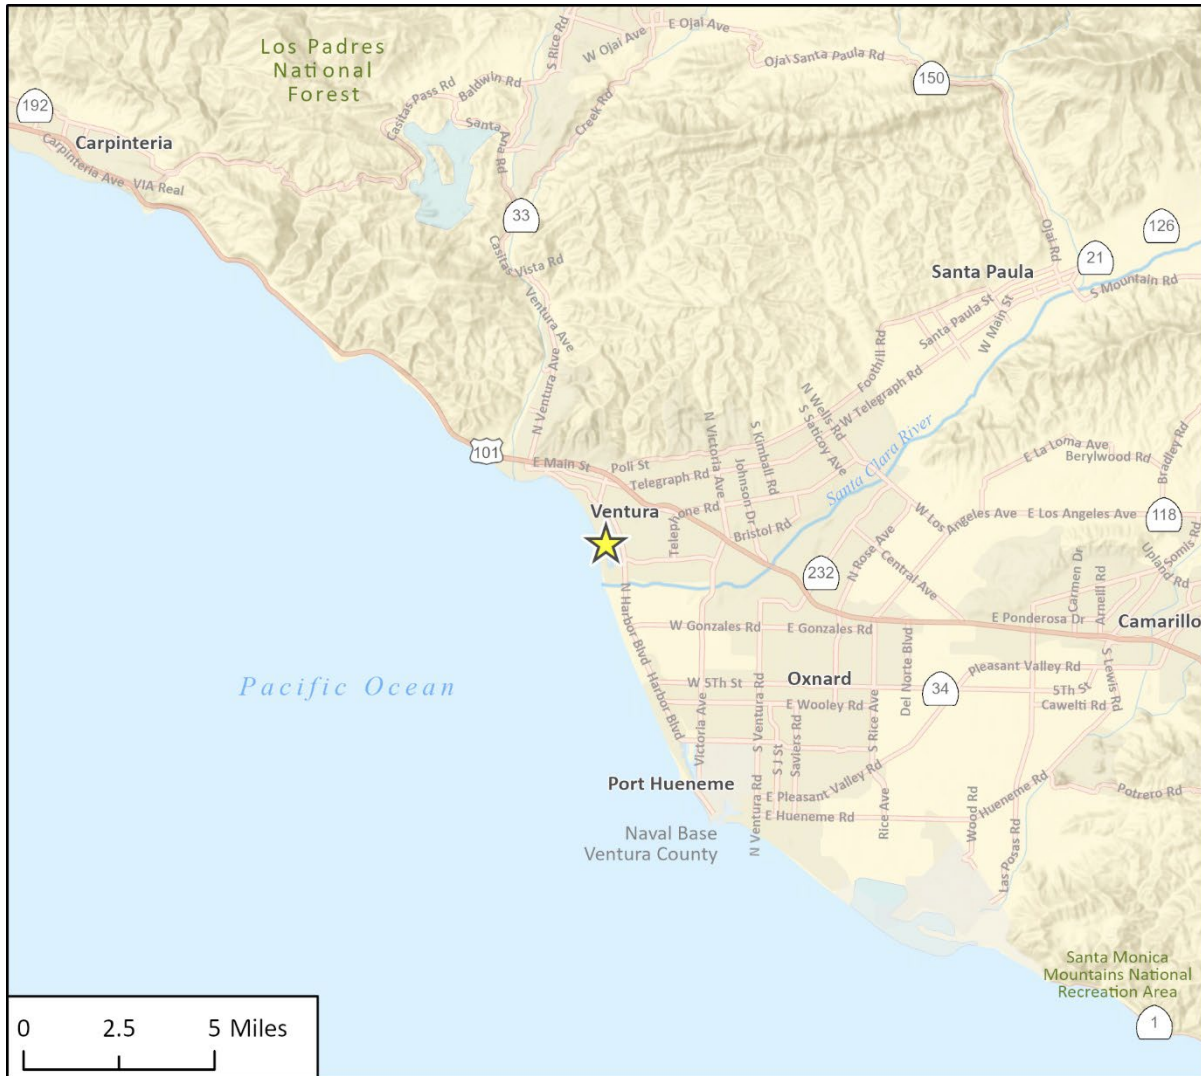 Los Padres
National
Forest
S Rice Rd
W Ojai Ave
E Ojai Ave
Ojai Santa Paula Rd
150
192
Carpinteria
Carpinteria Ave
VIA Real
Casitas Pass Rd
Baldwin Rd
Santa Ana Rd
Creek Rd
33
Casitas Vista Rd
Ventura Ave
N Ventura Ave
Ojai Rd
126
21
Santa Paula
S Mountain Rd
Santa Paula St
W Main St
Foothill Rd
W Telegraph Rd
N Wells Rd
S Saticoy Ave
Santa Clara River
101
E Main St
Poli St
Telegraph Rd
N Victoria Ave
S Kimball Rd
Johnson Dr
Bristol Rd
Telephone Rd
Ventura
E La Loma Ave
Berylwood Rd
Bradley Rd
W Los Angeles Ave
E Los Angeles Ave
118
Somis Rd
Upland Rd
232
N Rose Ave
Central Ave
Carmen Dr
Arneill Rd
E Ponderosa Dr
Camarillo
N Harbor Blvd
Harbor Blvd
W Gonzales Rd
E Gonzales Rd
Del Norte Blvd
Pleasant Valley Rd
S Lewis Rd
Pacific Ocean
W 5Th St
Oxnard
34
5Th St
Cawelti Rd
E Wooley Rd
Victoria Ave
S Ventura Rd
S J St
Saviers Rd
S Rice Ave
Port Hueneme
E Pleasant Valley Rd
E Hueneme Rd
Hueneme Rd
Potrero Rd
N Ventura Rd
Rice Ave
Wood Rd
Las Posas Rd
Naval Base
Ventura County
Santa Monica
Mountains National
Recreation Area
1
0 2.5 5 Miles